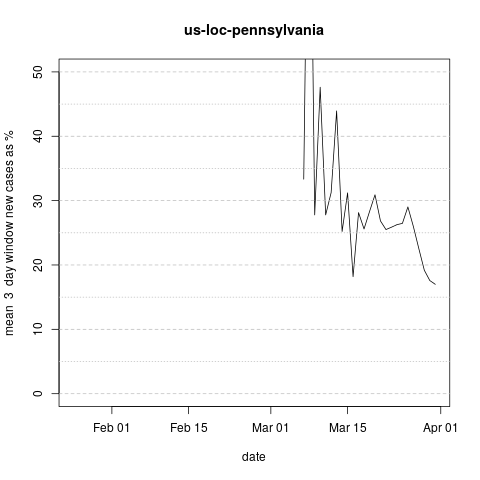 us-loc-pennsylvania
mean 3 day window new cases as %
50
40
30
20
10
0
Feb 01 Feb 15 Mar 01 Mar 15 Apr 01
date